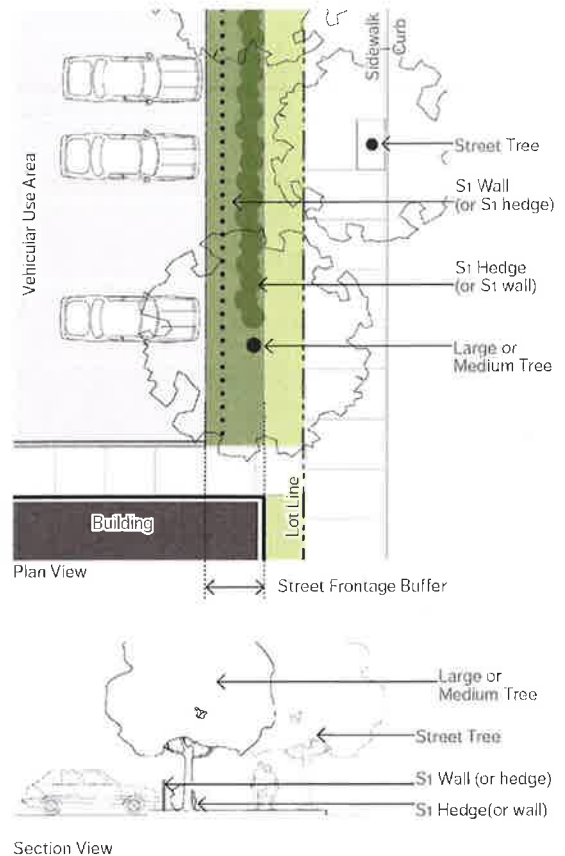 Sidewalk
Curb
Vehicular Use Area
Street Tree
S1 Wall
(or S1 hedge)
S1 Hedge
(or S1 wall)
Large or
Medium Tree
Lot Line
Building
Plan View
Street Frontage Buffer
Large or
Medium Tree
Street Tree
S1 Wall (or hedge)
S1 Hedge(or wall)
Section View